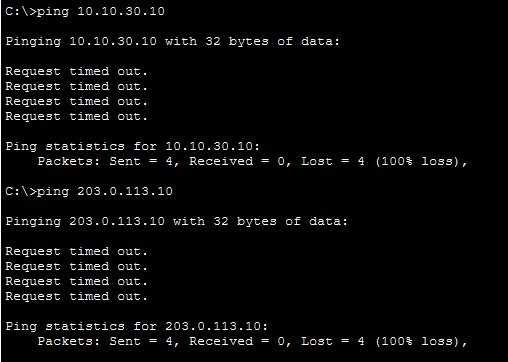 C:\>ping 10.10.30.10
Pinging 10.10.30.10 with 32 bytes of data:
Request timed out.
Request timed out.
Request timed out.
Request timed out.
Ping statistics for 10.10.30.10:
    Packets: Sent = 4, Received = 0, Lost = 4 (100% loss),
C:\>ping 203.0.113.10
Pinging 203.0.113.10 with 32 bytes of data:
Request timed out.
Request timed out.
Request timed out.
Request timed out.
Ping statistics for 203.0.113.10:
    Packets: Sent = 4, Received = 0, Lost = 4 (100% loss),